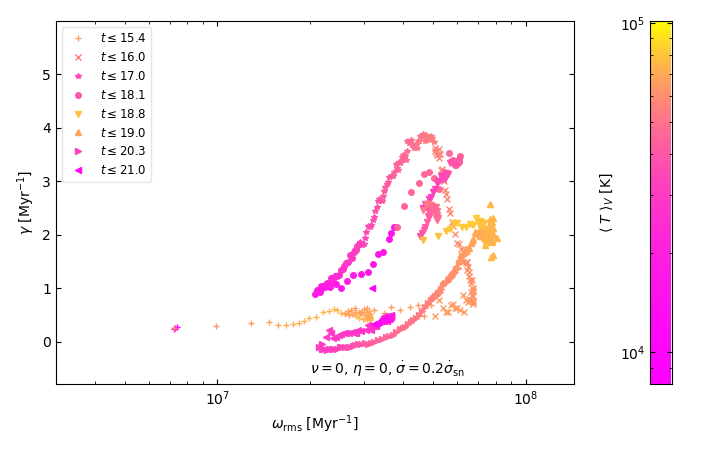 t ≤ 15.4
t ≤ 16.0
t ≤ 17.0
t ≤ 18.1
t ≤ 18.8
t ≤ 19.0
t ≤ 20.3
t ≤ 21.0
5
4
3
2
1
0
γ [Myr⁻¹]
ν=0, η=0, σ̇=0.2σ̇ₛₙ
10⁷
10⁸
ω_rms [Myr⁻¹]
10⁵
10⁴
⟨ T ⟩_V [K]